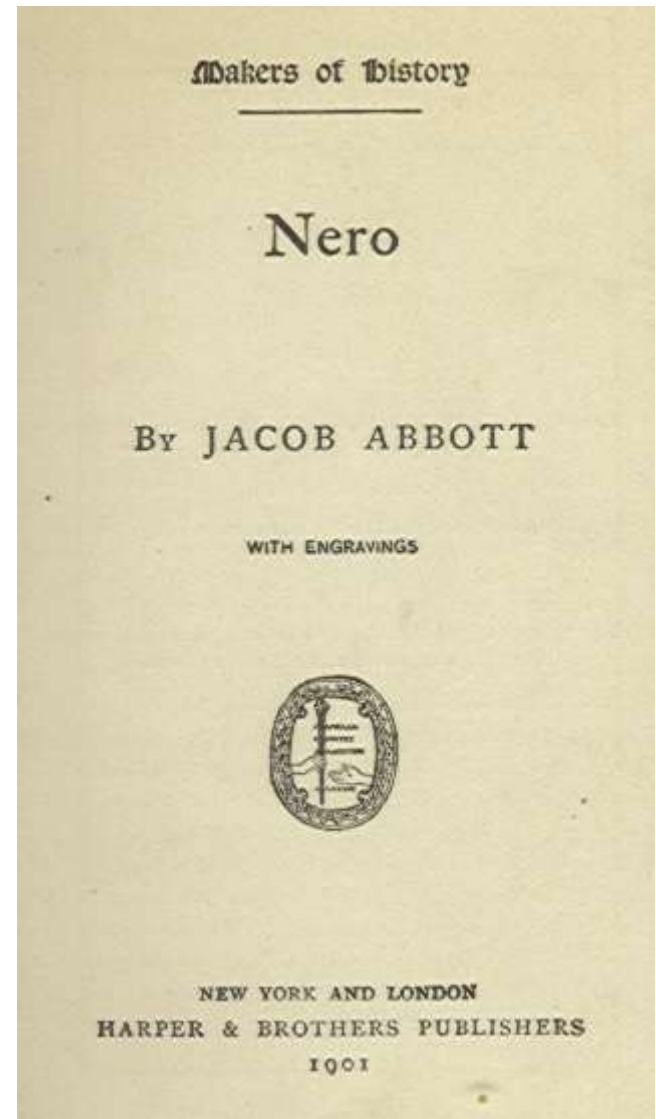 Makers of History
Nero
By JACOB ABBOTT
WITH ENGRAVINGS
NEW YORK AND LONDON
HARPER & BROTHERS PUBLISHERS
1901